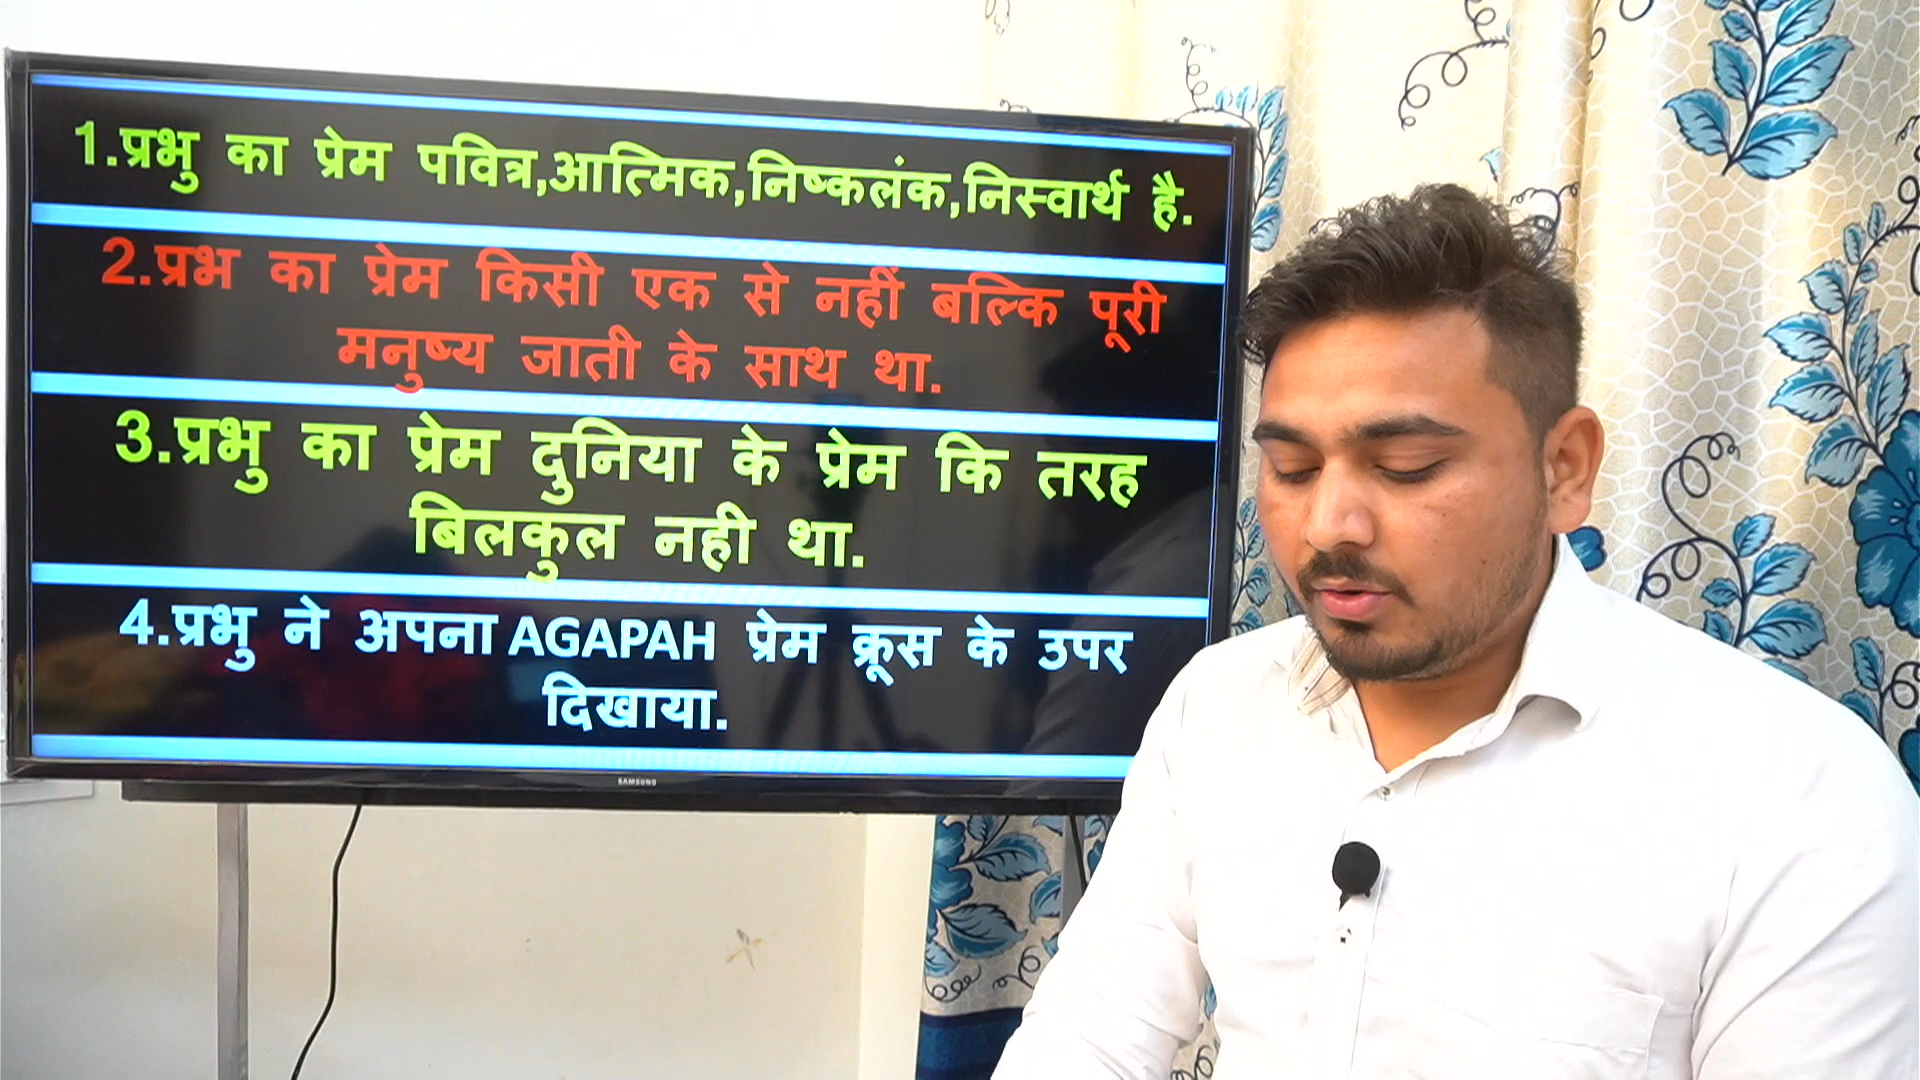 1.प्रभु का प्रेम पवित्र,आत्मिक,निष्कलंक,निस्वार्थ है.
2.प्रभ का प्रेम किसी एक से नहीं बल्कि पूरी
मनुष्य जाती के साथ था.
3.प्रभु का प्रेम दुनिया के प्रेम कि तरह
बिलकुल नही था.
4.प्रभु ने अपना AGAPAH प्रेम क्रूस के उपर
दिखाया.
SAMSUNG